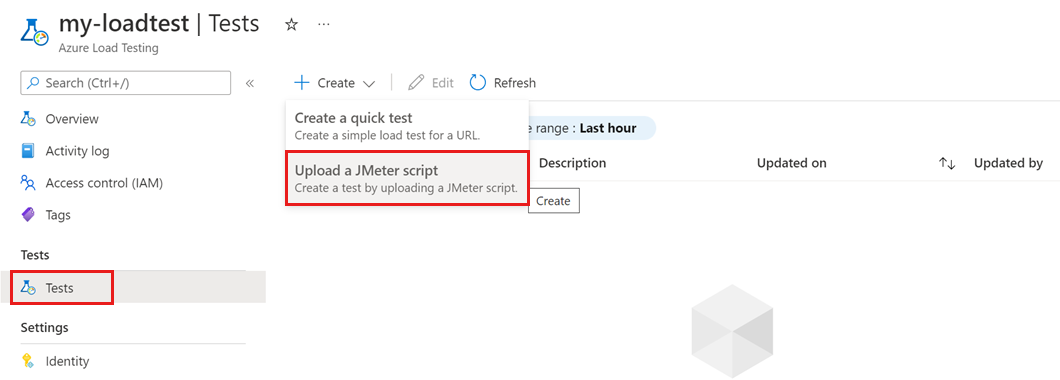 my-loadtest | Tests
Azure Load Testing
Search (Ctrl+/)
Overview
Activity log
Access control (IAM)
Tags
Tests
Tests
Settings
Identity
Create
Edit
Refresh
Create a quick test
Create a simple load test for a URL.
Upload a JMeter script
Create a test by uploading a JMeter script.
e range : Last hour
Description Updated on Updated by
Create